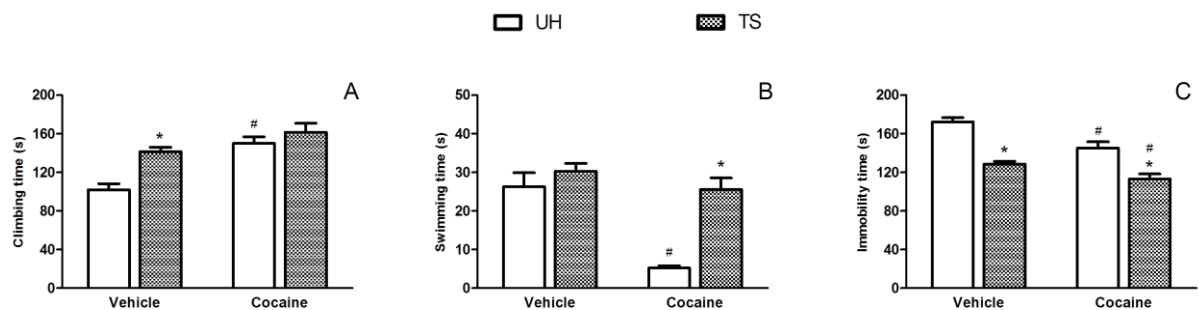 UH TS
A
Climbing time (s)
200
160
120
80
40
0
*
#
Vehicle Cocaine
B
Swimming time (s)
50
40
30
20
10
0
#
*
Vehicle Cocaine
C
Immobility time (s)
200
160
120
80
40
0
*
#
#
*
Vehicle Cocaine